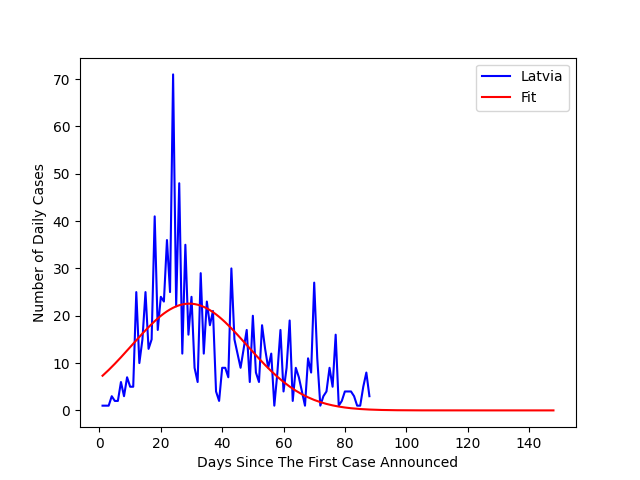 Latvia
Fit
70
60
50
40
30
20
10
0
Number of Daily Cases
0 20 40 60 80 100 120 140
Days Since The First Case Announced